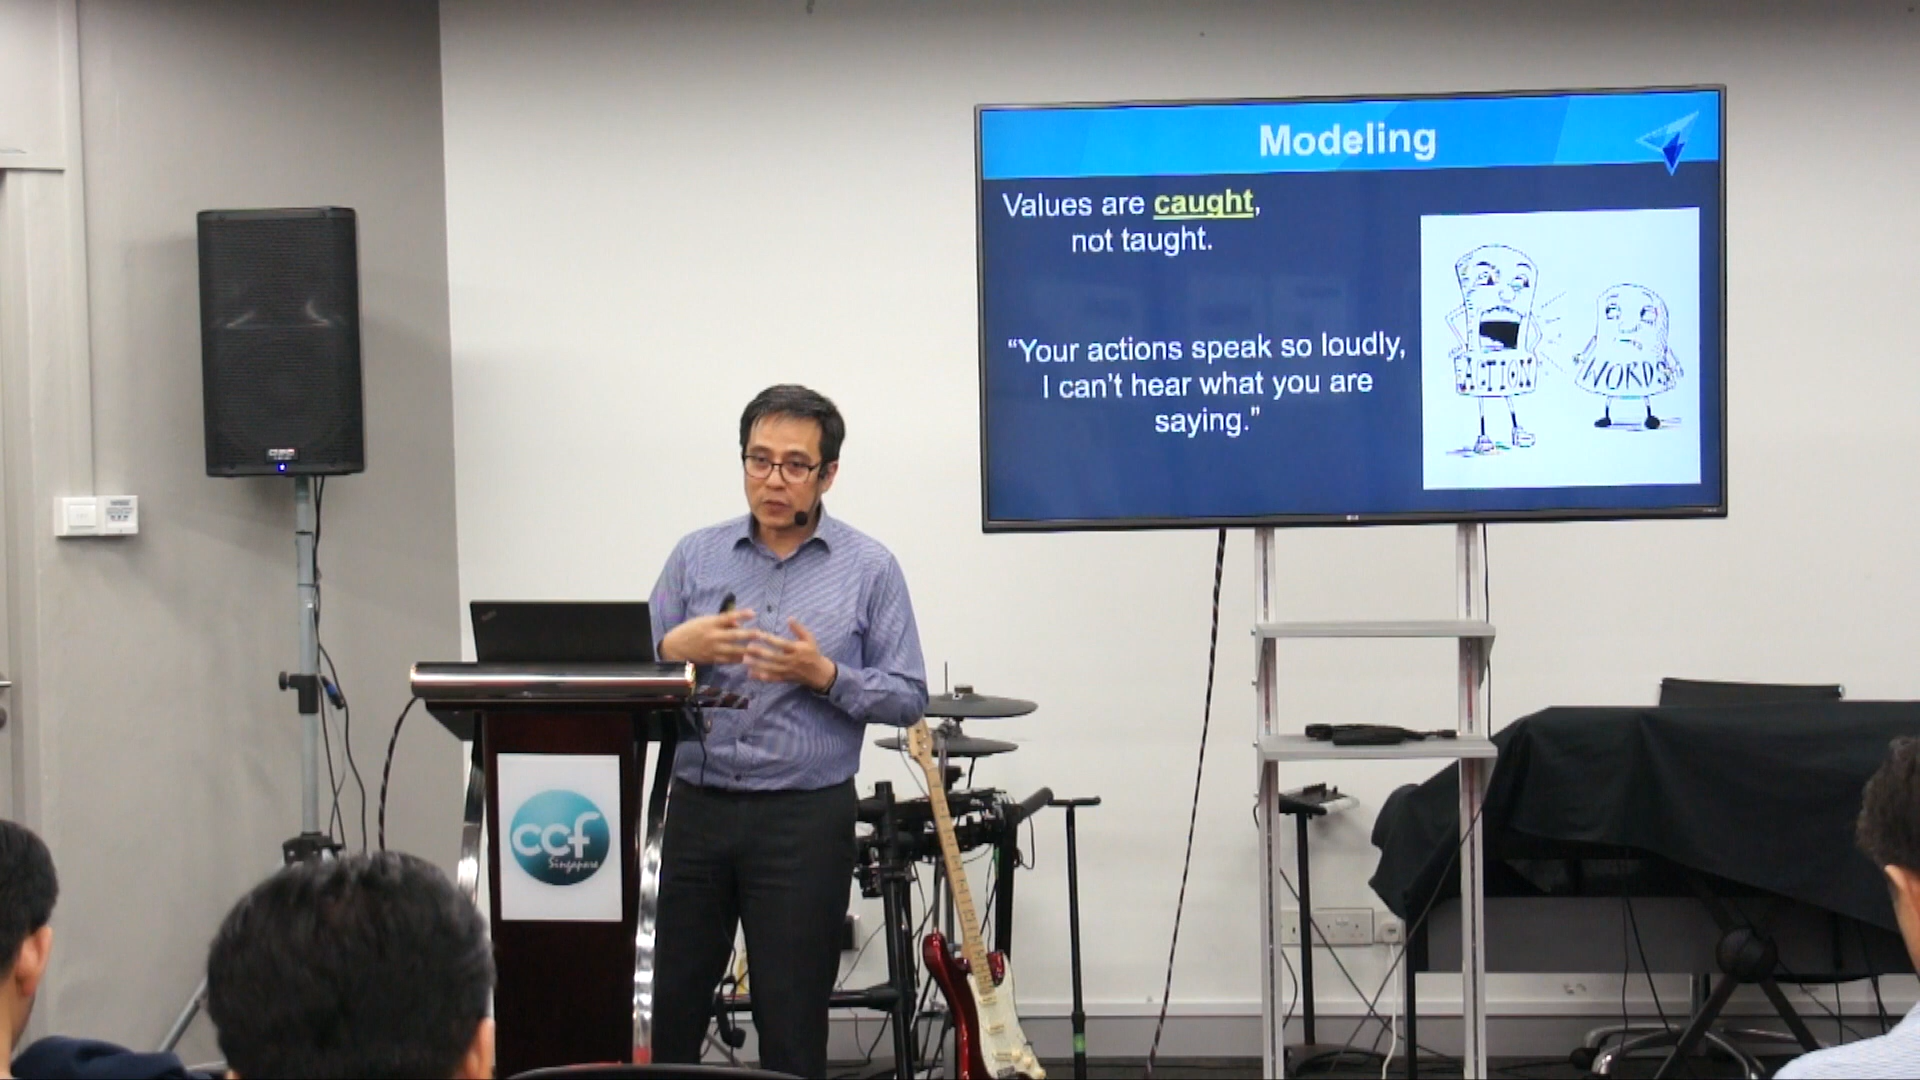 Modeling
Values are caught,
not taught.
“Your actions speak so loudly,
I can’t hear what you are
saying.”
ACTION
WORDS
ccf
Singapore